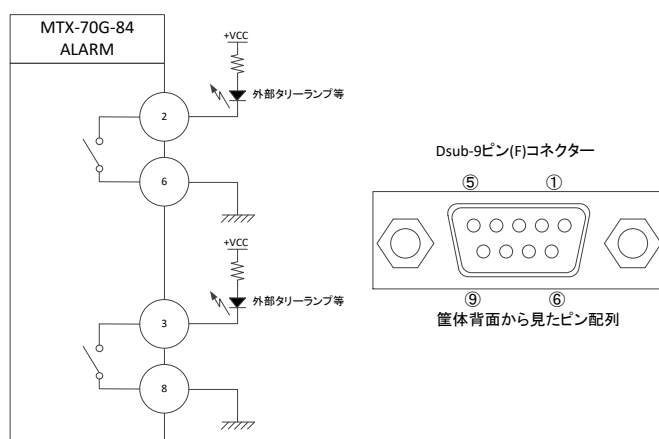 MTX-70G-84
ALARM
+VCC
外部タリーランプ等
2
6
+VCC
外部タリーランプ等
3
8
Dsub-9ピン(F)コネクター
⑤ ①
⑨ ⑥
筐体背面から見たピン配列